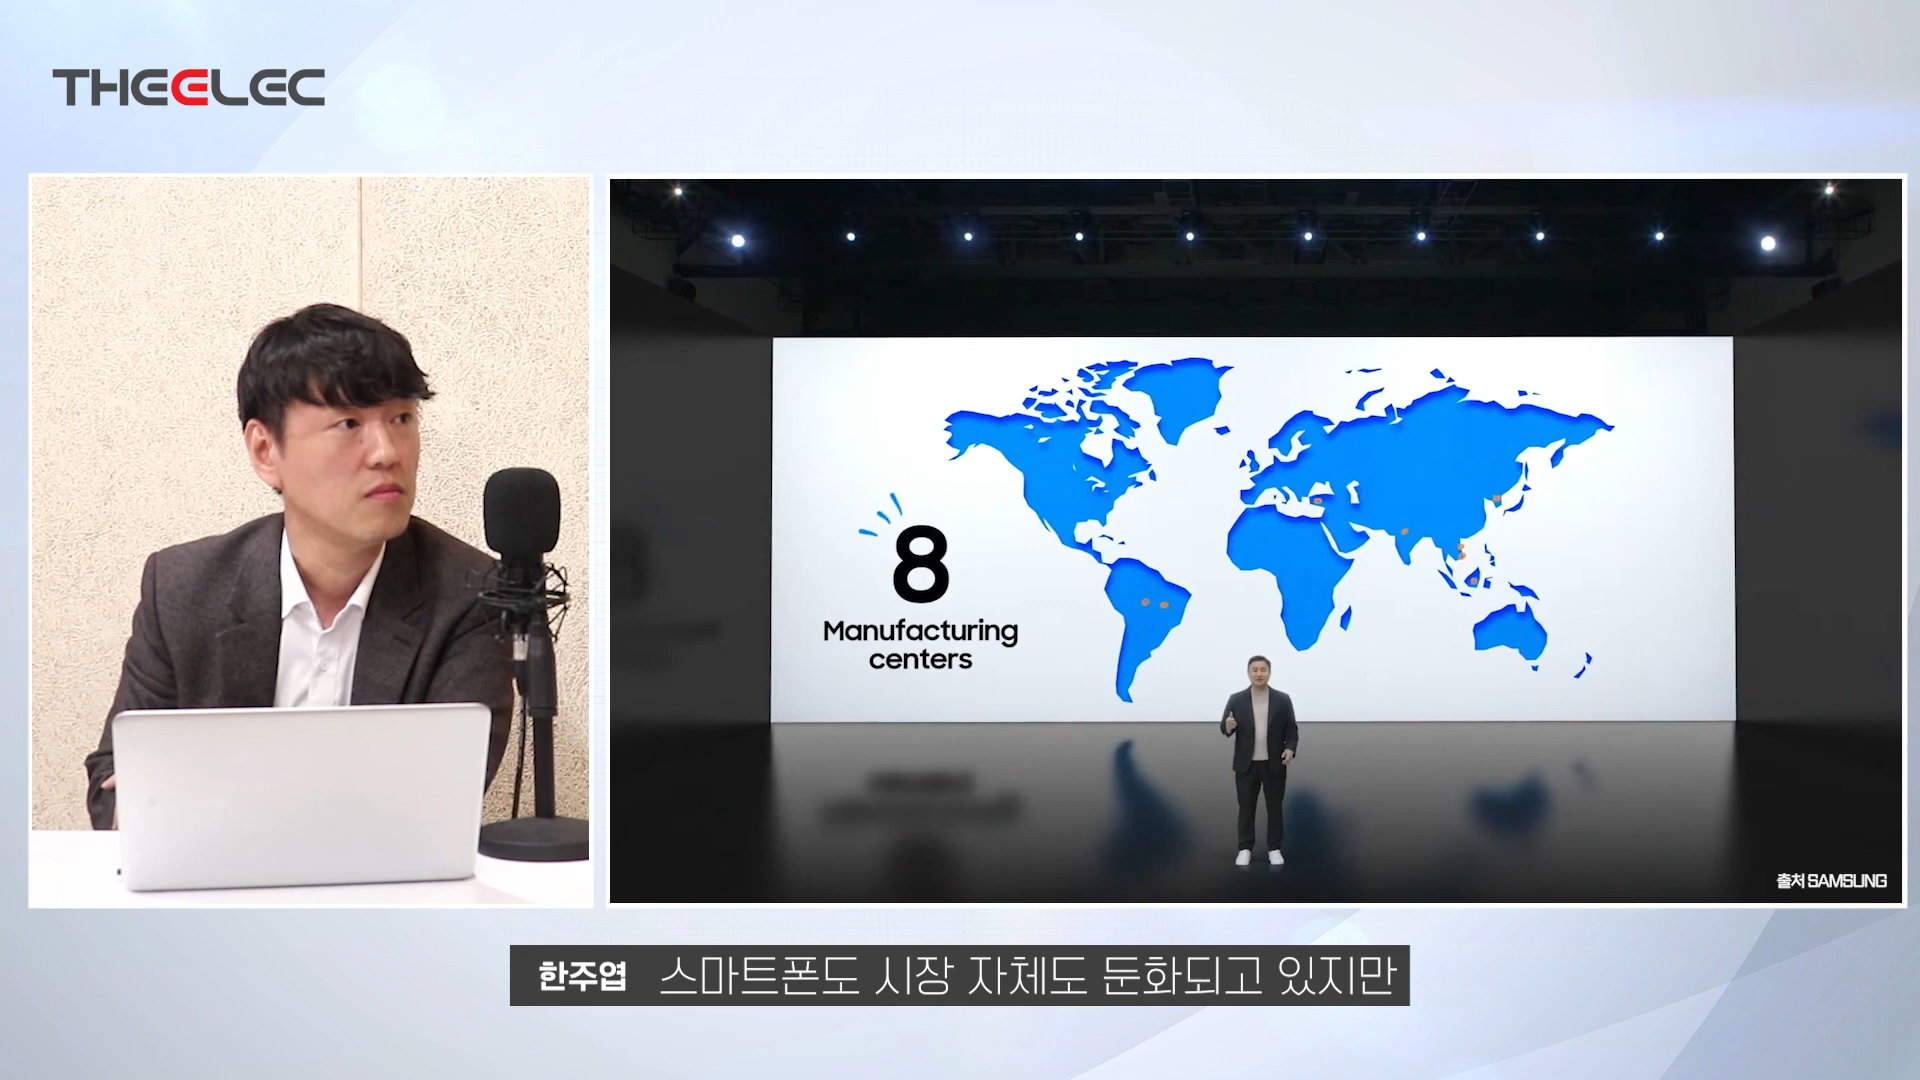 THEELEC
8
Manufacturing
centers
출처 SAMSUNG
한주엽 스마트폰도 시장 자체도 둔화되고 있지만